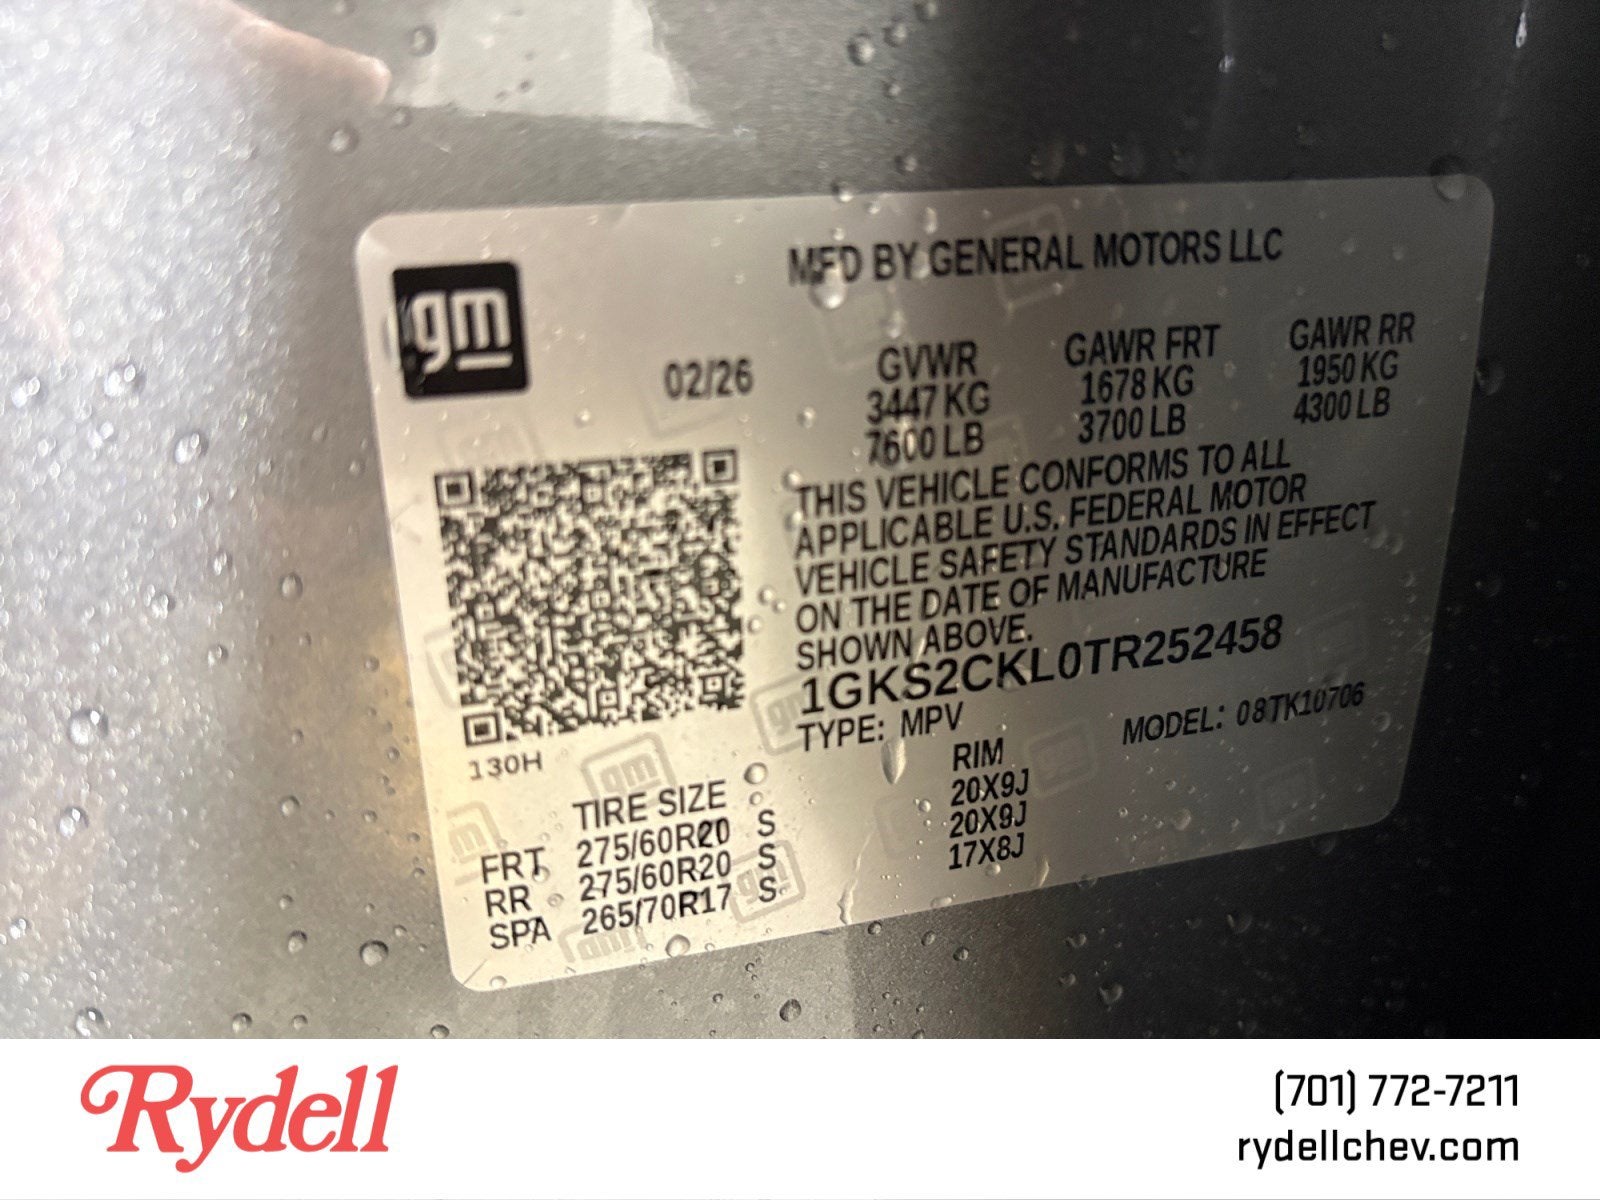 gm
MFD BY GENERAL MOTORS LLC
02/26
GVWR
3447 KG
7600 LB
GAWR FRT
1678 KG
3700 LB
GAWR RR
1950 KG
4300 LB
THIS VEHICLE CONFORMS TO ALL
APPLICABLE U.S. FEDERAL MOTOR
VEHICLE SAFETY STANDARDS IN EFFECT
ON THE DATE OF MANUFACTURE
SHOWN ABOVE.
1GKS2CKL0TR252458
TYPE: MPV
MODEL: 08TK10706
130H
TIRE SIZE RIM
FRT 275/60R20 S 20X9J
RR 275/60R20 S 20X9J
SPA 265/70R17 S 17X8J
Rydell
(701) 772-7211
rydellchev.com